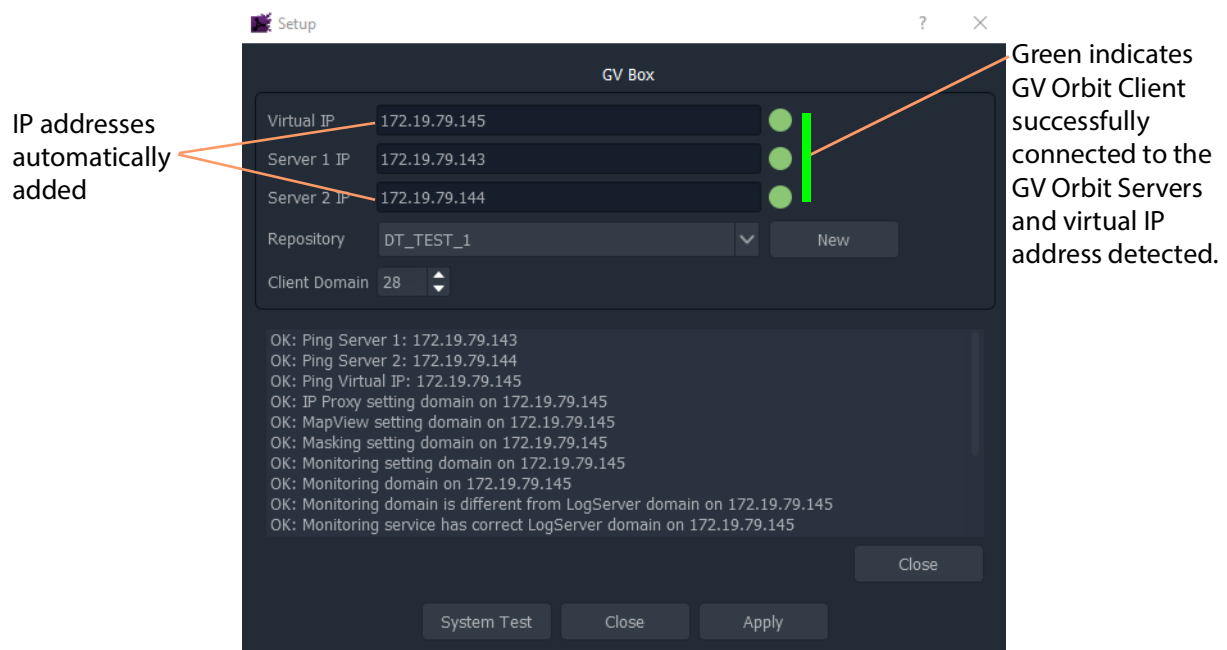 Setup
?
GV Box
IP addresses
automatically
added
Virtual IP 172.19.79.145
Server 1 IP 172.19.79.143
Server 2 IP 172.19.79.144
Repository DT_TEST_1 New
Client Domain 28
Green indicates
GV Orbit Client
successfully
connected to the
GV Orbit Servers
and virtual IP
address detected.
OK: Ping Server 1: 172.19.79.143
OK: Ping Server 2: 172.19.79.144
OK: Ping Virtual IP: 172.19.79.145
OK: IP Proxy setting domain on 172.19.79.145
OK: MapView setting domain on 172.19.79.145
OK: Masking setting domain on 172.19.79.145
OK: Monitoring setting domain on 172.19.79.145
OK: Monitoring domain on 172.19.79.145
OK: Monitoring domain is different from LogServer domain on 172.19.79.145
OK: Monitoring service has correct LogServer domain on 172.19.79.145
Close
System Test Close Apply